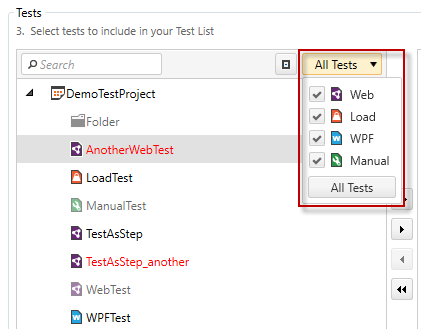 Tests
3. Select tests to include in your Test List
Search
All Tests
DemoTestProject
Web
Folder
Load
AnotherWebTest
WPF
LoadTest
Manual
ManualTest
All Tests
TestAsStep
TestAsStep_another
WebTest
WPFTest